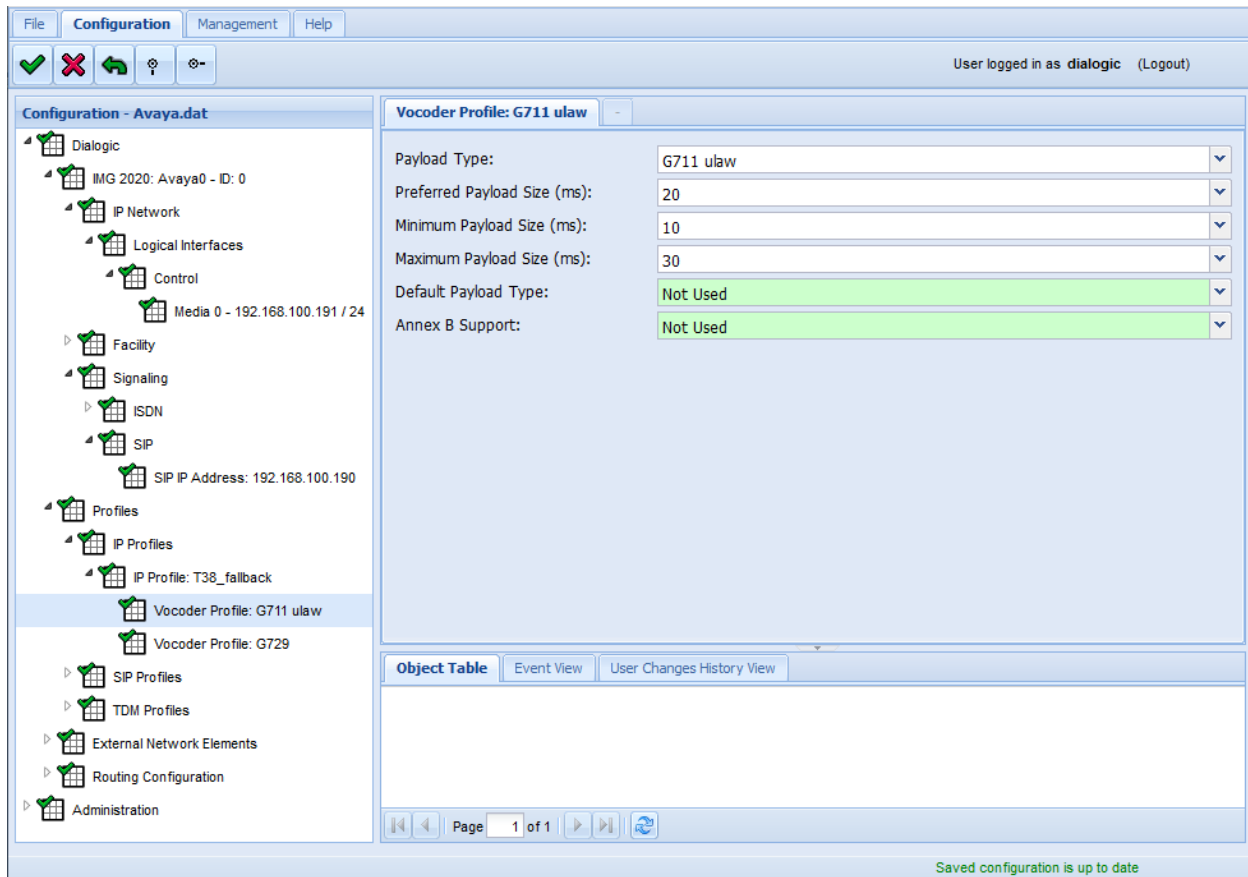 File Configuration Management Help
User logged in as dialogic (Logout)
Configuration - Avaya.dat
Dialogic
IMG 2020: Avaya0 - ID: 0
IP Network
Logical Interfaces
Control
Media 0 - 192.168.100.191 / 24
Facility
Signaling
ISDN
SIP
SIP IP Address: 192.168.100.190
Profiles
IP Profiles
IP Profile: T38_fallback
Vocoder Profile: G711 ulaw
Vocoder Profile: G729
SIP Profiles
TDM Profiles
External Network Elements
Routing Configuration
Administration
Vocoder Profile: G711 ulaw -
Payload Type: G711 ulaw
Preferred Payload Size (ms): 20
Minimum Payload Size (ms): 10
Maximum Payload Size (ms): 30
Default Payload Type: Not Used
Annex B Support: Not Used
Object Table Event View User Changes History View
Page 1 of 1
Saved configuration is up to date